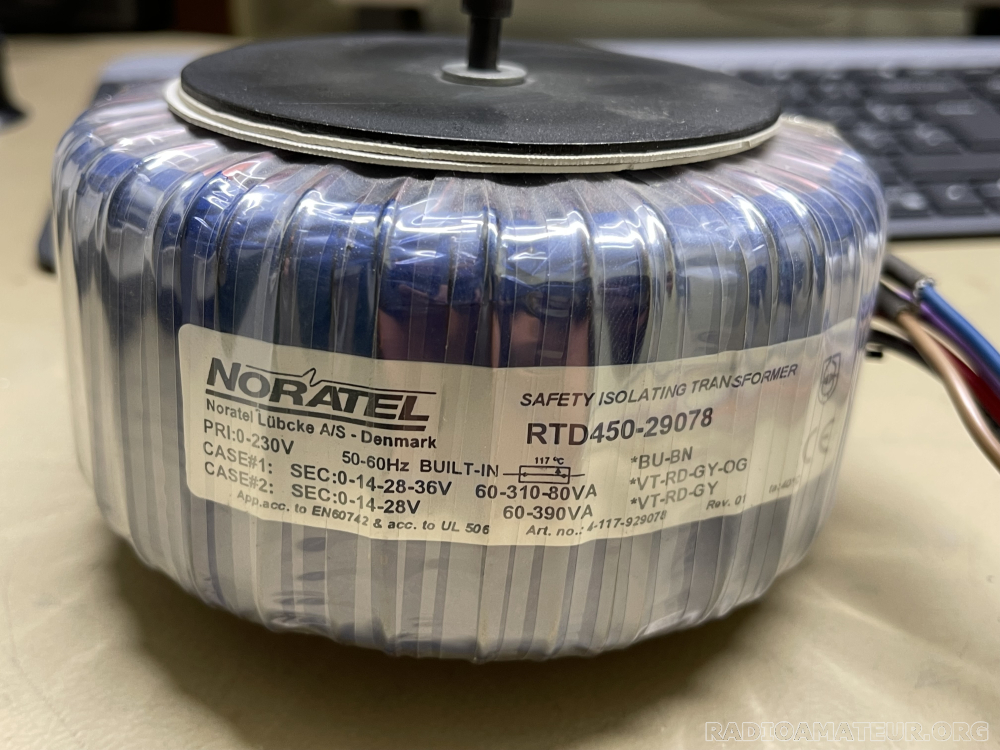 NORATEL
Noratel Lübcke A/S - Denmark
SAFETY ISOLATING TRANSFORMER
RTD450-29078
PRI:0-230V 50-60Hz BUILT-IN 117 °C *BU-BN
CASE#1: SEC:0-14-28-36V 60-310-80VA *VT-RD-GY-OG
CASE#2: SEC:0-14-28V 60-390VA *VT-RD-GY
App.acc. to EN60742 & acc. to UL 506 Art. no.: 4-117-929078 Rev. 01
CE
RADIOAMATEUR.ORG